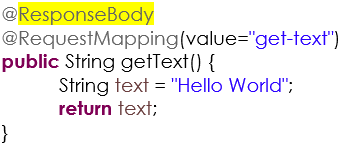 @ResponseBody
@RequestMapping(value="get-text")
public String getText() {
String text = "Hello World";
return text;
}